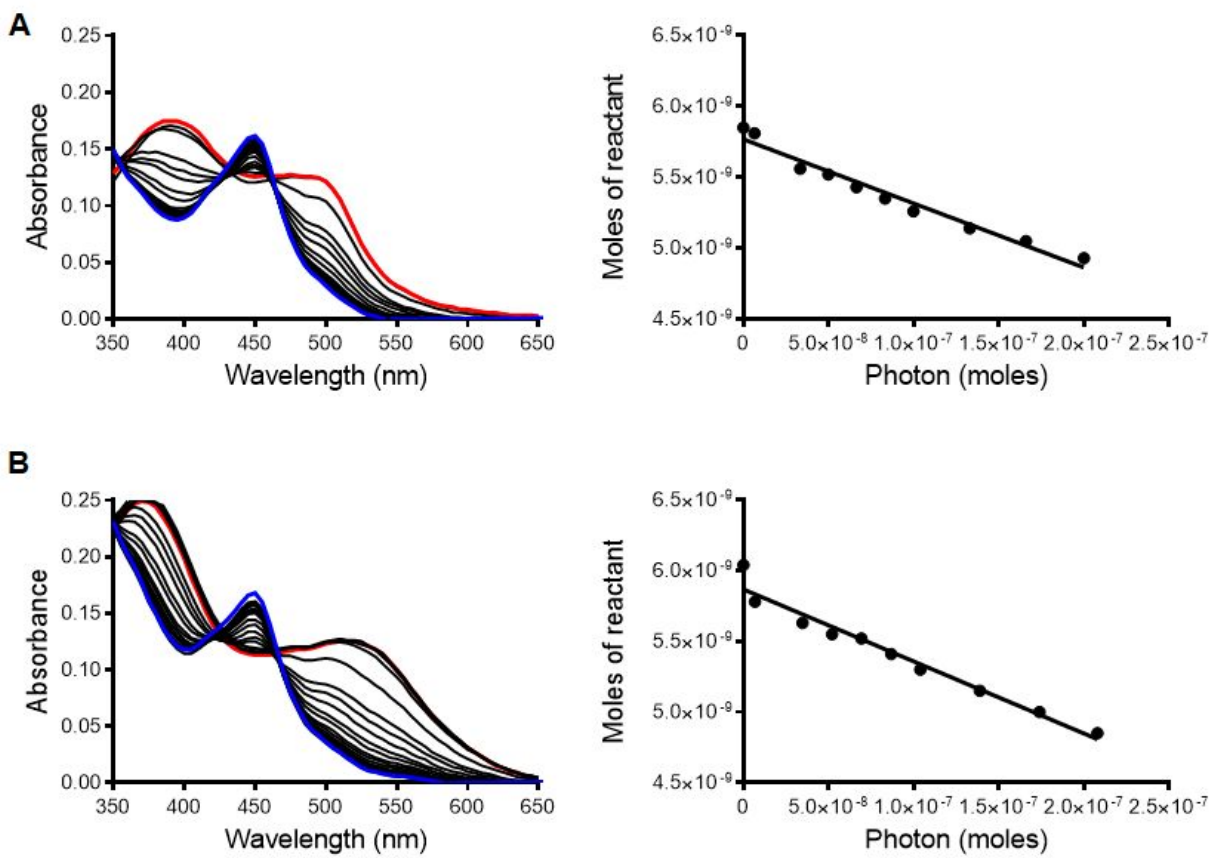 A
0.25
0.20
0.15
0.10
0.05
0.00
Absorbance
350 400 450 500 550 600 650
Wavelength (nm)
6.5×10⁻⁹
6.0×10⁻⁹
5.5×10⁻⁹
5.0×10⁻⁹
4.5×10⁻⁹
Moles of reactant
0 5.0×10⁻⁸ 1.0×10⁻⁷ 1.5×10⁻⁷ 2.0×10⁻⁷ 2.5×10⁻⁷
Photon (moles)
B
0.25
0.20
0.15
0.10
0.05
0.00
Absorbance
350 400 450 500 550 600 650
Wavelength (nm)
6.5×10⁻⁹
6.0×10⁻⁹
5.5×10⁻⁹
5.0×10⁻⁹
4.5×10⁻⁹
Moles of reactant
0 5.0×10⁻⁸ 1.0×10⁻⁷ 1.5×10⁻⁷ 2.0×10⁻⁷ 2.5×10⁻⁷
Photon (moles)